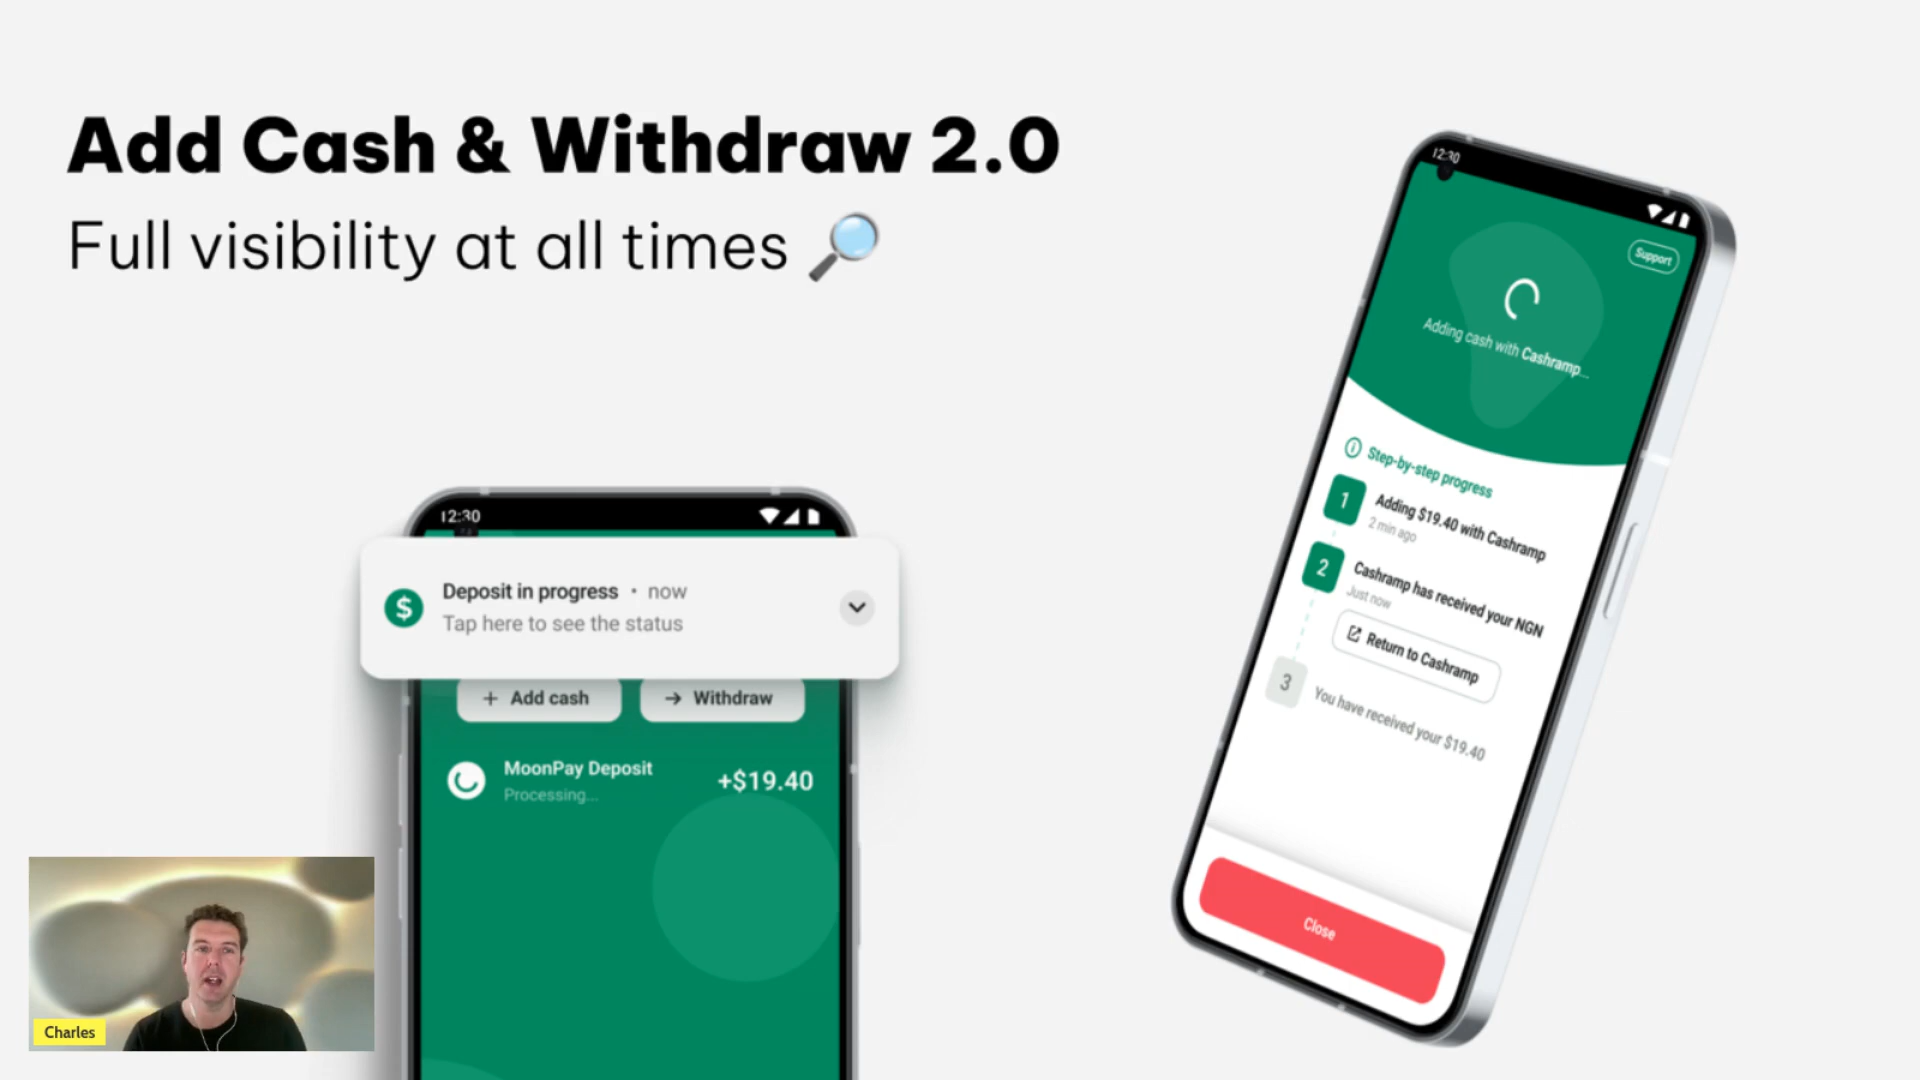 Add Cash & Withdraw 2.0
Full visibility at all times
12:30
Deposit in progress • now
Tap here to see the status
+ Add cash
→ Withdraw
MoonPay Deposit
+$19.40
Processing...
Charles
12:30
Support
Adding cash with Cashramp...
Step-by-step progress
1
Adding $19.40 with Cashramp
2 min ago
2
Cashramp has received your NGN
Just now
Return to Cashramp
3
You have received your $19.40
Close